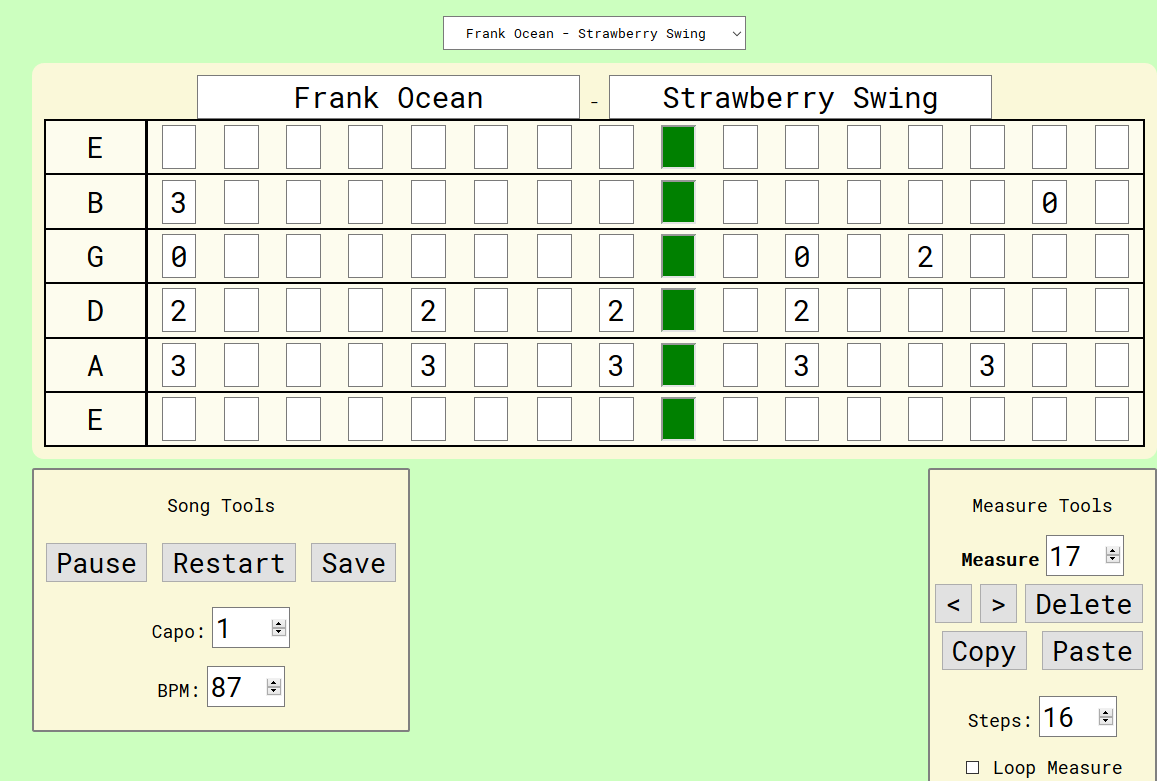 Frank Ocean - Strawberry Swing
Frank Ocean - Strawberry Swing
E
B 3 0
G 0 0 2
D 2 2 2 2
A 3 3 3 3 3
E
Song Tools
Pause Restart Save
Capo: 1
BPM: 87
Measure Tools
Measure 17
< > Delete
Copy Paste
Steps: 16
Loop Measure